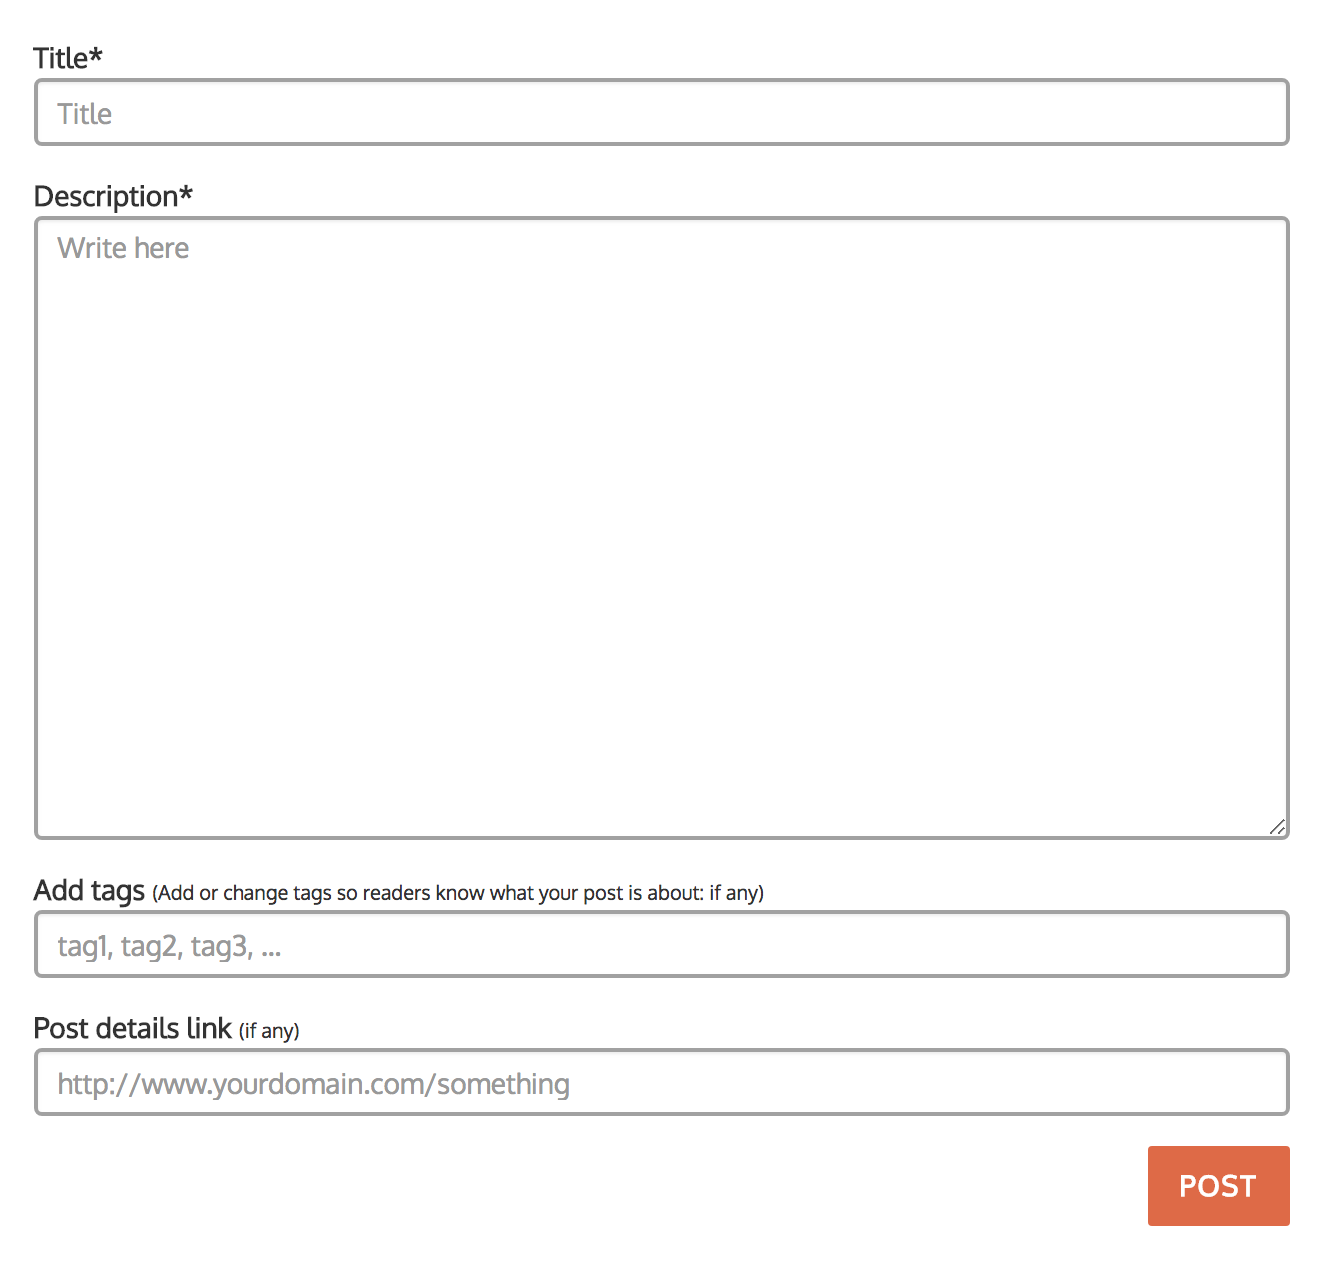 Title*
Title
Description*
Write here
Add tags (Add or change tags so readers know what your post is about: if any)
tag1, tag2, tag3, ...
Post details link (if any)
http://www.yourdomain.com/something
POST